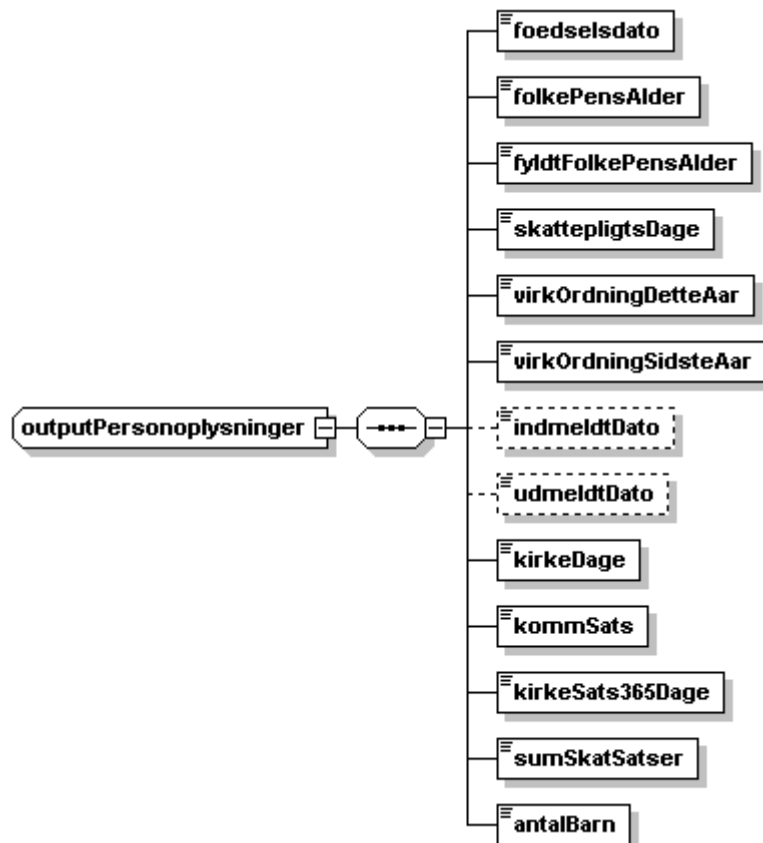 foedselsdato
folkePensAlder
fyldtFolkePensAlder
skattepligtsDage
virkOrdningDetteAar
virkOrdningSidsteAar
outputPersonoplysninger
indmeldtDato
udmeldtDato
kirkeDage
kommSats
kirkeSats365Dage
sumSkatSatser
antalBarn